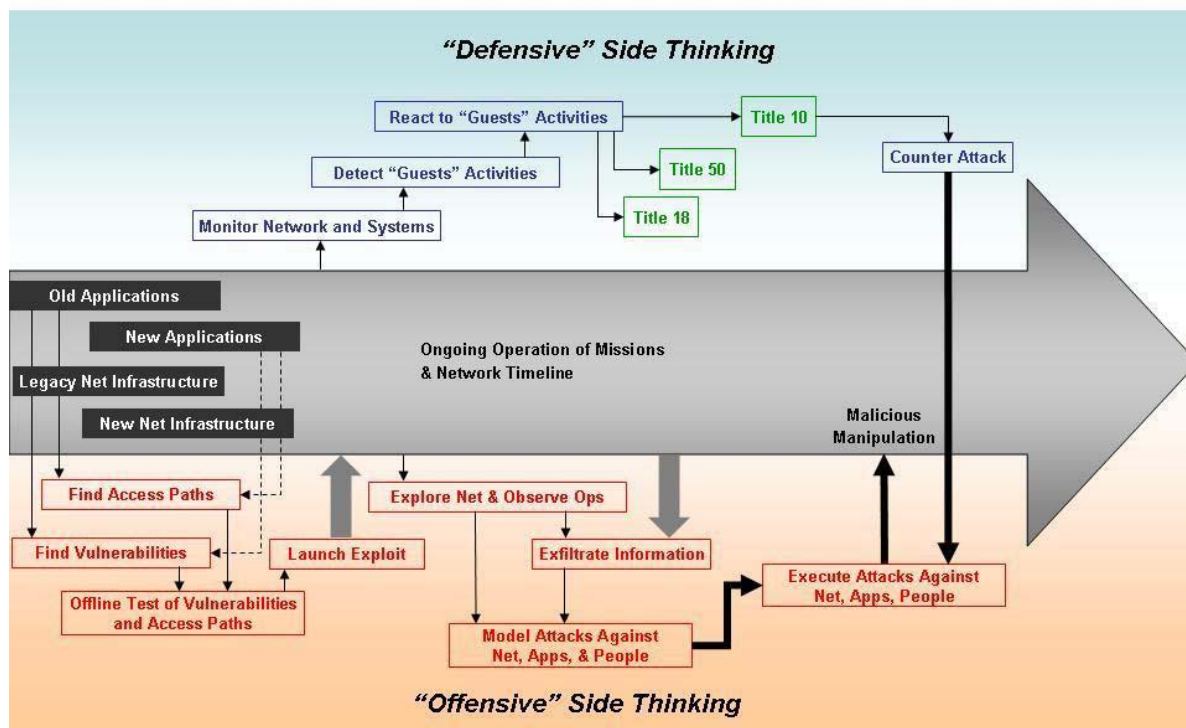 “Defensive” Side Thinking
React to “Guests” Activities
Title 10
Counter Attack
Detect “Guests” Activities
Title 50
Monitor Network and Systems
Title 18
Old Applications
New Applications
Legacy Net Infrastructure
New Net Infrastructure
Ongoing Operation of Missions
& Network Timeline
Malicious
Manipulation
Find Access Paths
Explore Net & Observe Ops
Find Vulnerabilities
Launch Exploit
Exfiltrate Information
Offline Test of Vulnerabilities
and Access Paths
Execute Attacks Against
Net, Apps, People
Model Attacks Against
Net, Apps, & People
“Offensive” Side Thinking